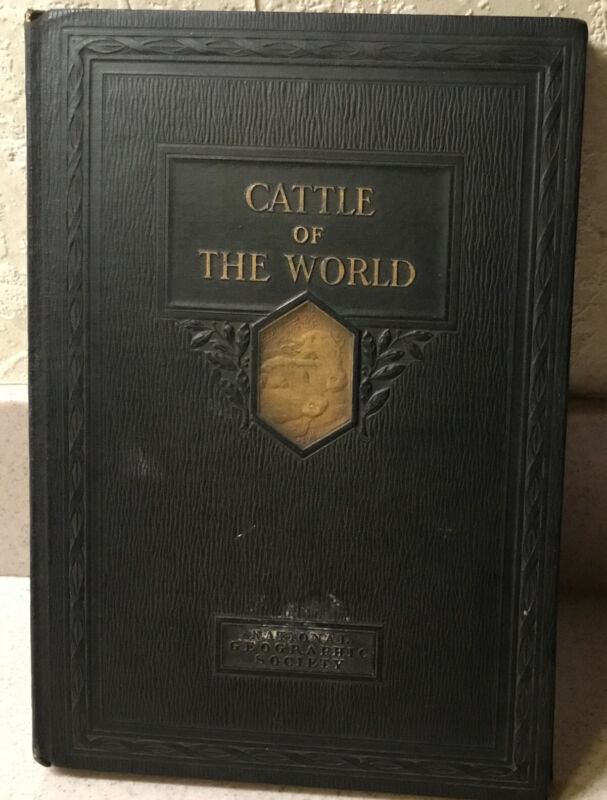 CATTLE
OF
THE WORLD
NATIONAL
GEOGRAPHIC
SOCIETY